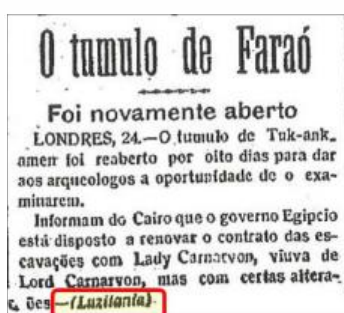 O tumulo de Faraó
Foi novamente aberto
LONDRES, 24.—O tumulo de Tuk-ank-
amen foi reaberto por oito dias para dar
aos arqueologos a oportunidade de o exa-
minarem.
Informam do Cairo que o governo Egipcio
está disposto a renovar o contrato das es-
cavações com Lady Carnarvon, viuva de
Lord Carnarvon, mas com certas altera-
ções —(Luzitania).